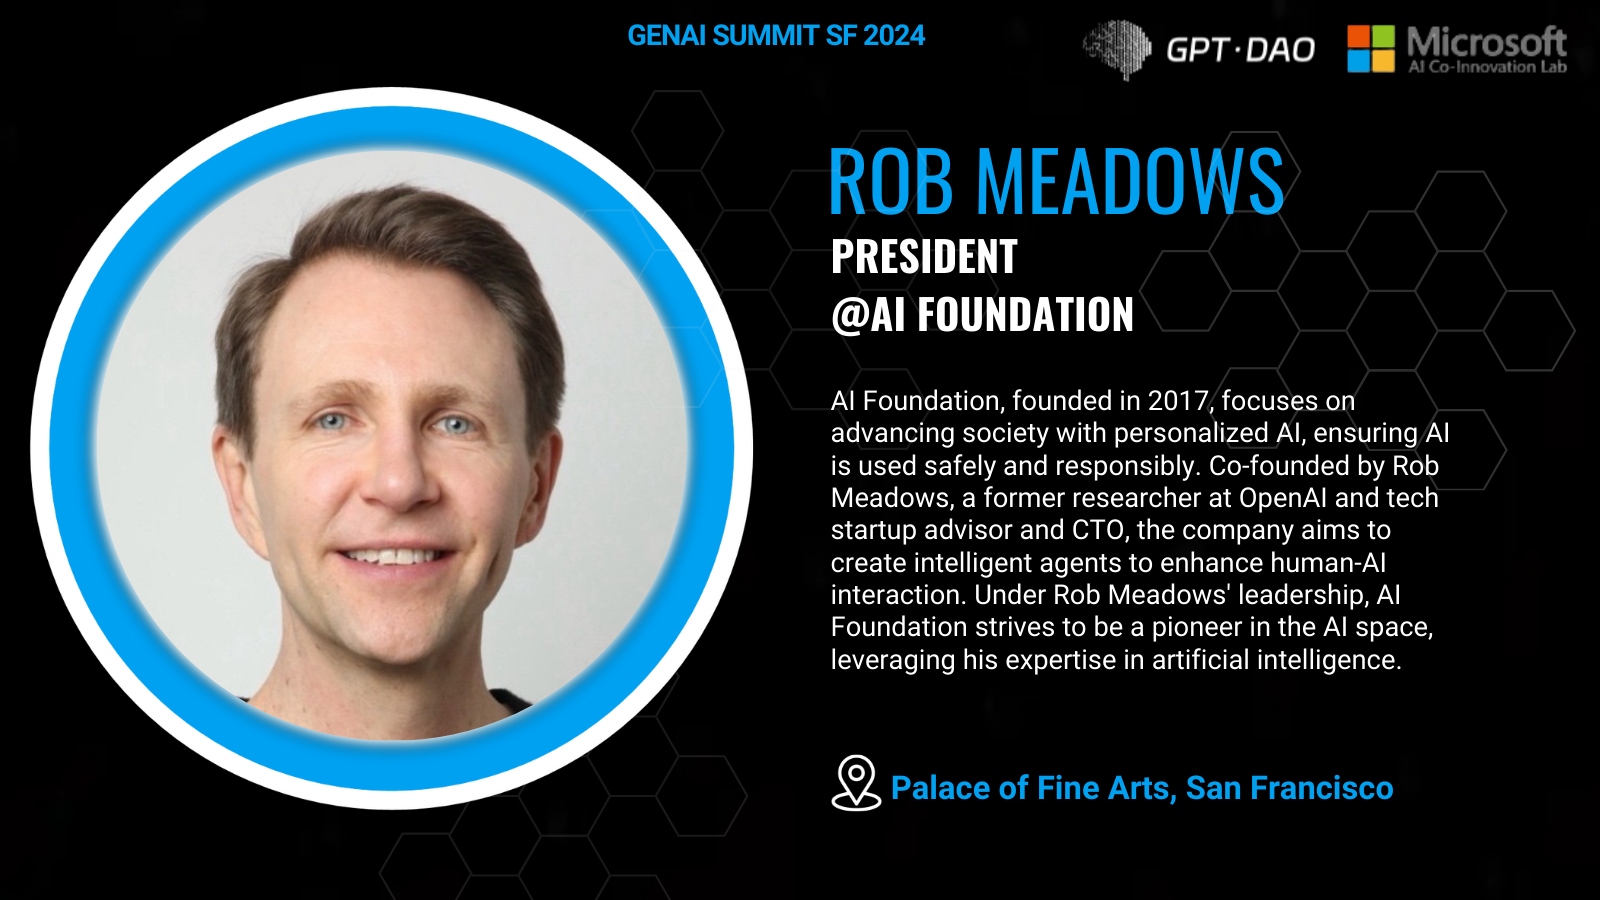 GENAI SUMMIT SF 2024
GPT·DAO
Microsoft
AI Co-Innovation Lab
ROB MEADOWS
PRESIDENT
@AI FOUNDATION
AI Foundation, founded in 2017, focuses on
advancing society with personalized AI, ensuring AI
is used safely and responsibly. Co-founded by Rob
Meadows, a former researcher at OpenAI and tech
startup advisor and CTO, the company aims to
create intelligent agents to enhance human-AI
interaction. Under Rob Meadows' leadership, AI
Foundation strives to be a pioneer in the AI space,
leveraging his expertise in artificial intelligence.
Palace of Fine Arts, San Francisco